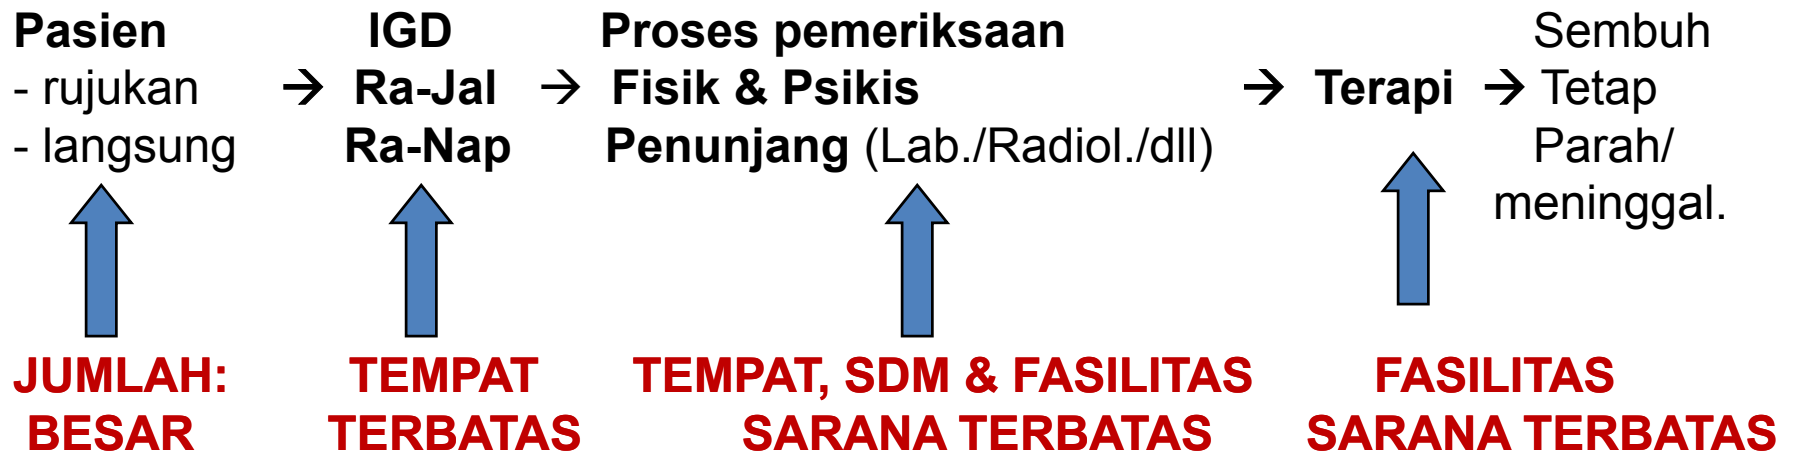 Pasien IGD Proses pemeriksaan Sembuh
- rujukan → Ra-Jal → Fisik & Psikis → Terapi → Tetap
- langsung Ra-Nap Penunjang (Lab./Radiol./dll) Parah/
meninggal.
JUMLAH: TEMPAT TEMPAT, SDM & FASILITAS FASILITAS
BESAR TERBATAS SARANA TERBATAS SARANA TERBATAS